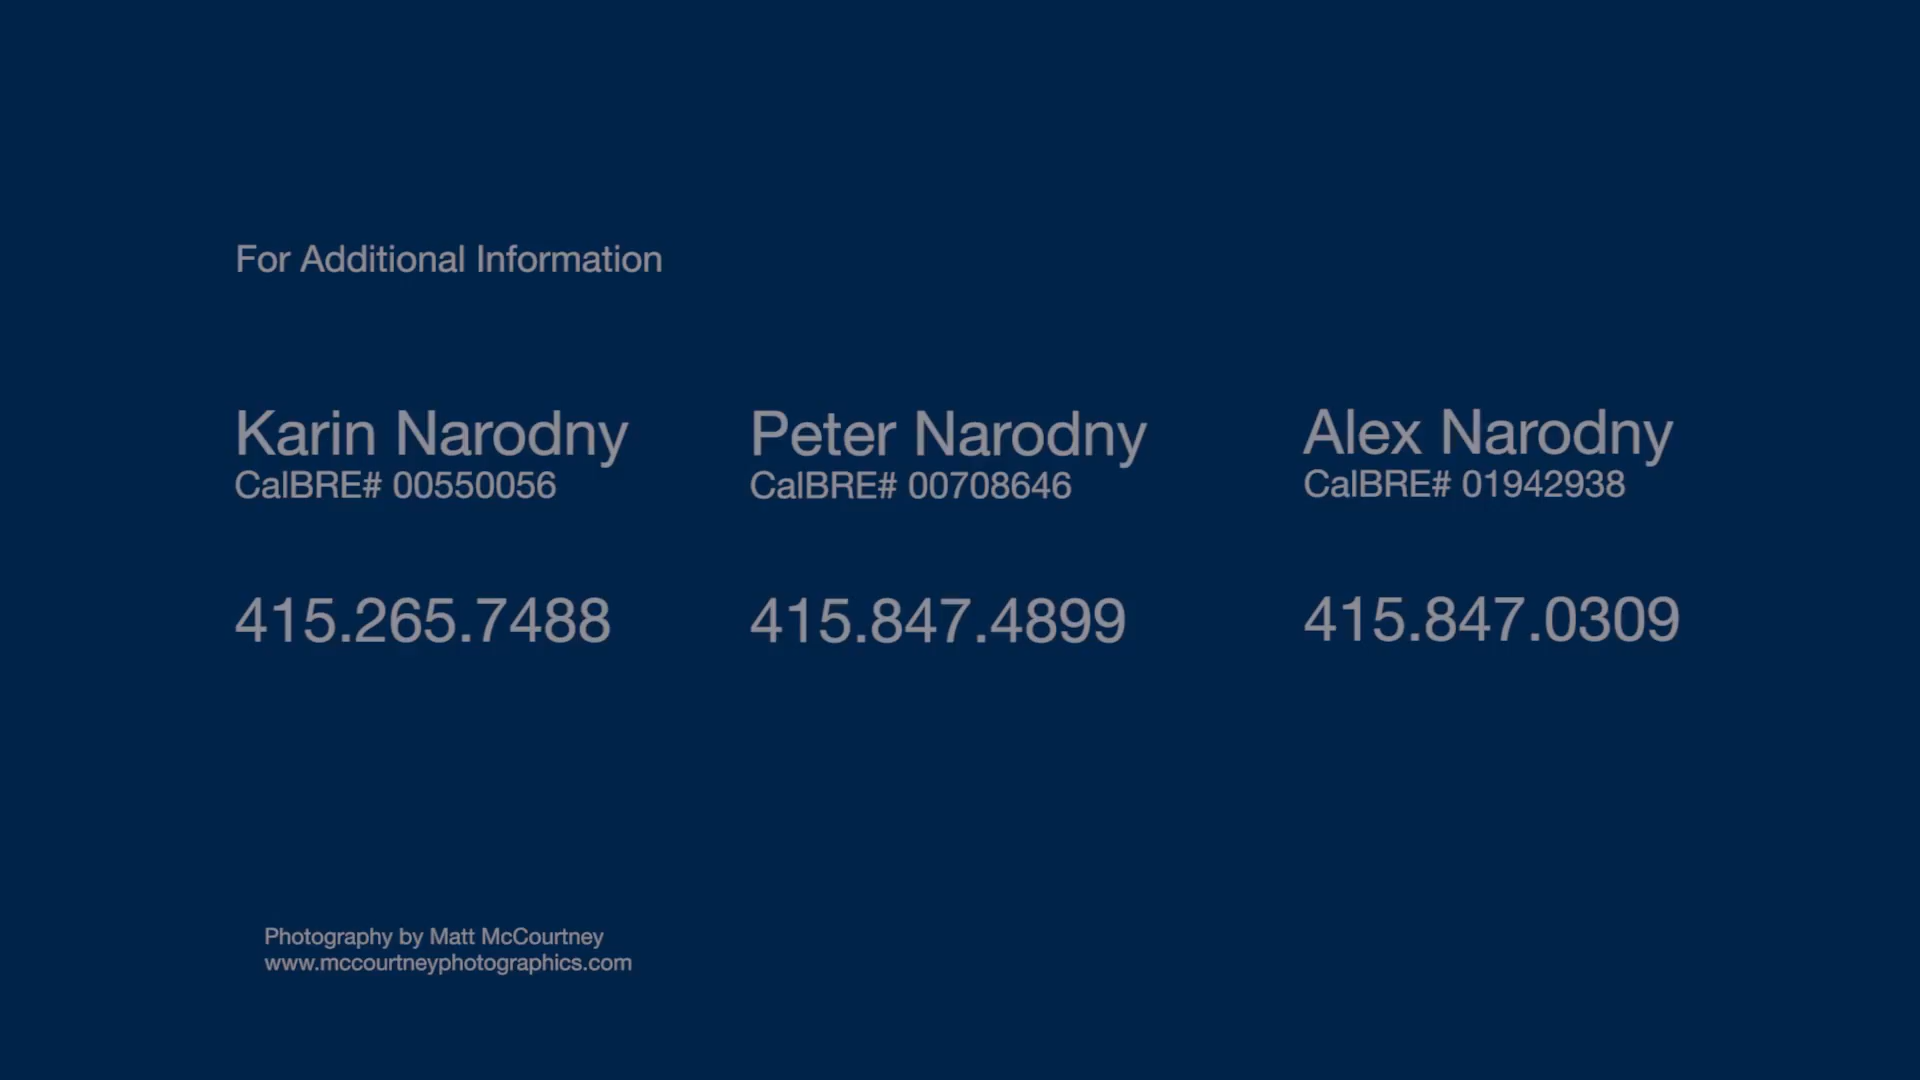 For Additional Information
Karin Narodny
CalBRE# 00550056
415.265.7488
Peter Narodny
CalBRE# 00708646
415.847.4899
Alex Narodny
CalBRE# 01942938
415.847.0309
Photography by Matt McCourtney
www.mccourtneyphotographics.com